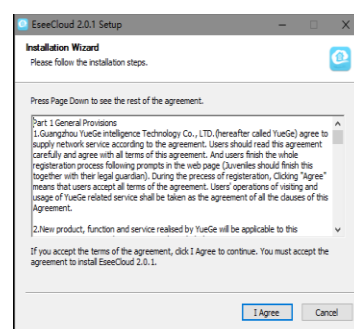 EseeCloud 2.0.1 Setup
Installation Wizard
Please follow the installation steps.
Press Page Down to see the rest of the agreement.
Part 1 General Provisions
1.Guangzhou YueGe inteligence Technology Co., LTD.(hereafter called YueGe) agree to
supply network service according to the agreement. Users should read this agreement
carefully and agree with all terms of this agreement. And users finish the whole
registeration process following prompts in the web page (Juveniles should finish this
together with their legal guardian). During the precess of registeration, Clicking "Agree"
means that users accept all terms of the agreement. Users' operations of visiting and
usage of YueGe related service shall be taken as the agreement of all the clauses of this
Agreement.
2.New product, function and service realised by YueGe will be applicable to this
If you accept the terms of the agreement, click I Agree to continue. You must accept the
agreement to install EseeCloud 2.0.1.
I Agree
Cancel